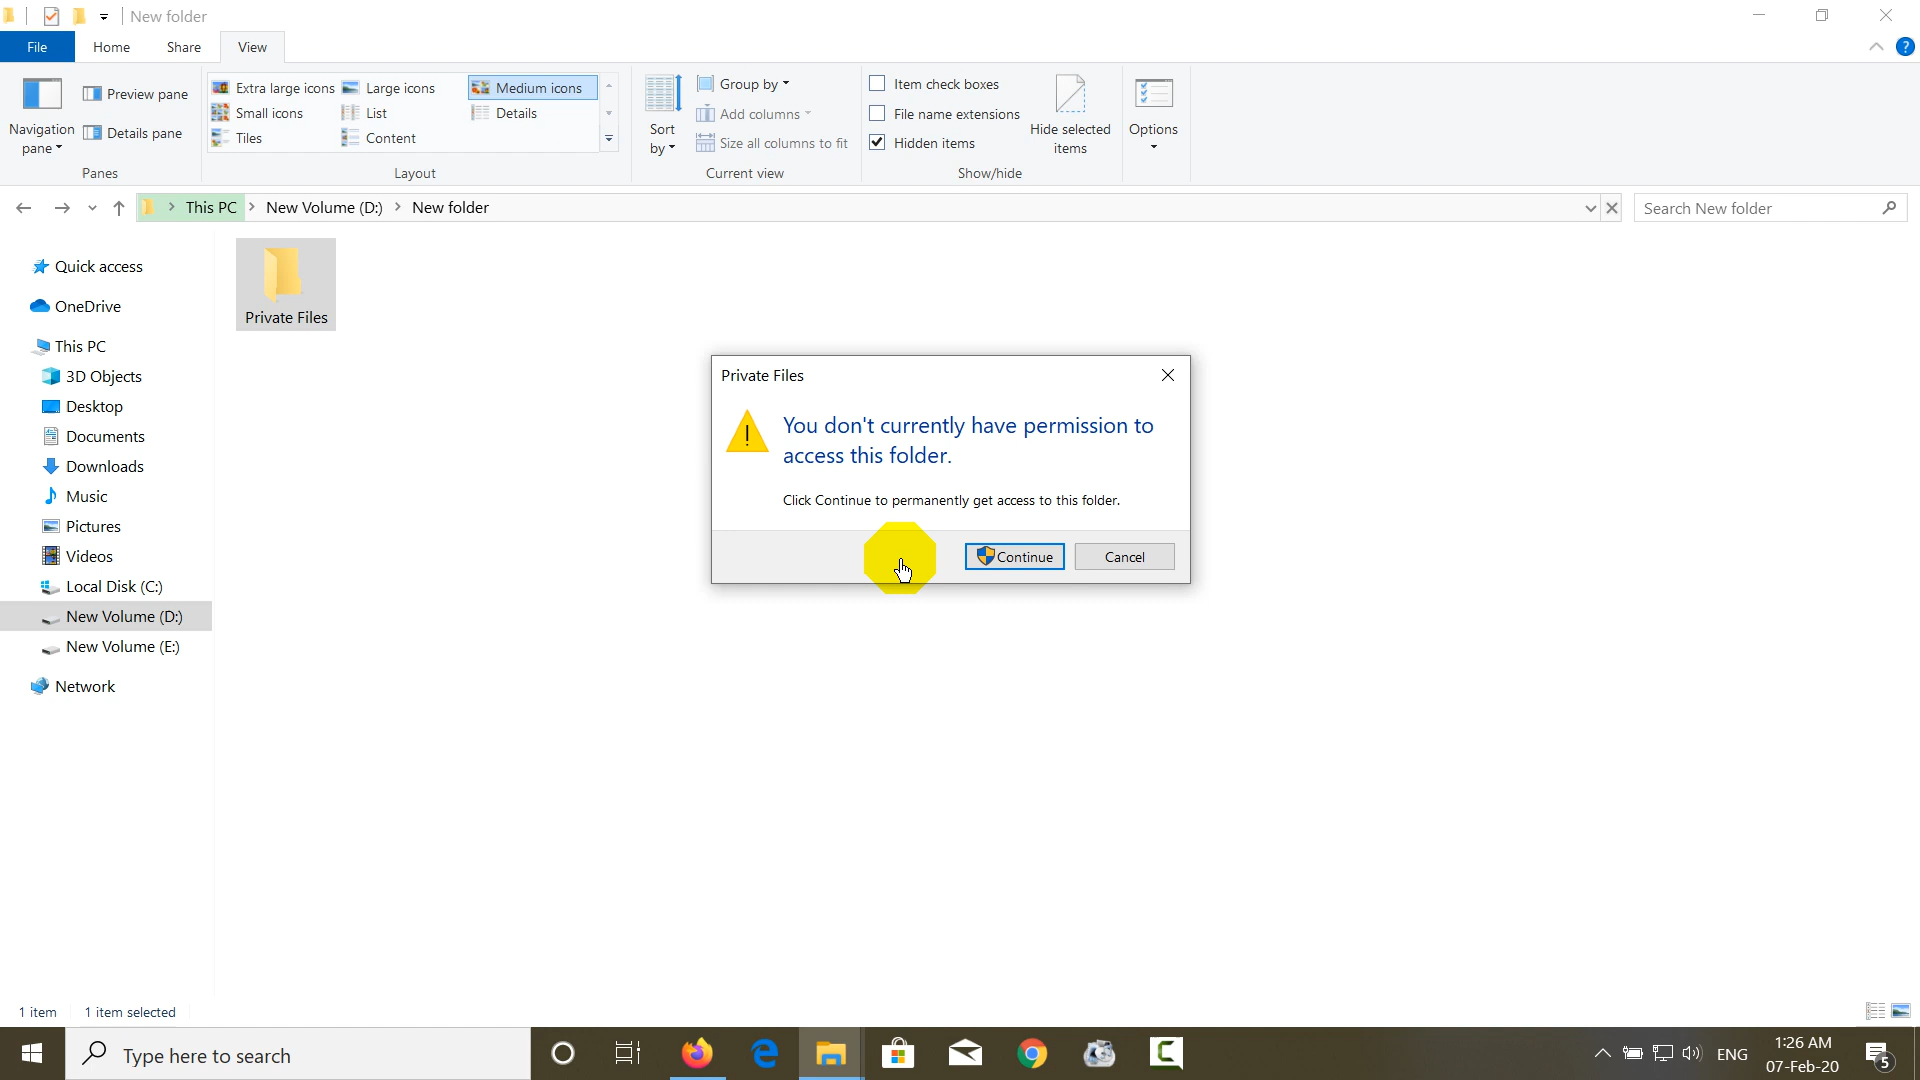 New folder
File Home Share View
Navigation pane
Preview pane
Details pane
Panes
Extra large icons Large icons Medium icons
Small icons List Details
Tiles Content
Layout
Sort by
Group by
Add columns
Size all columns to fit
Current view
Item check boxes
File name extensions
Hidden items
Hide selected items
Show/hide
Options
This PC New Volume (D:) New folder
Search New folder
Quick access
OneDrive
This PC
3D Objects
Desktop
Documents
Downloads
Music
Pictures
Videos
Local Disk (C:)
New Volume (D:)
New Volume (E:)
Network
Private Files
Private Files
You don't currently have permission to
access this folder.
Click Continue to permanently get access to this folder.
Continue Cancel
1 item 1 item selected
Type here to search
ENG
1:26 AM
07-Feb-20
5